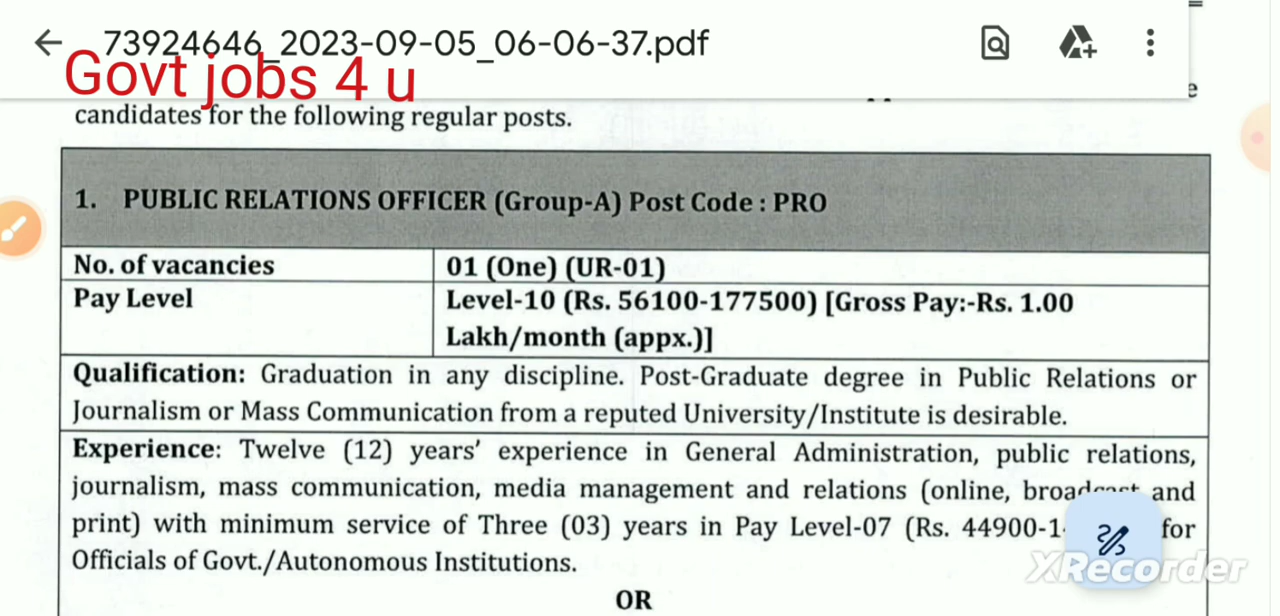 73924646_2023-09-05_06-06-37.pdf
Govt jobs 4 u
candidates for the following regular posts.
1. PUBLIC RELATIONS OFFICER (Group-A) Post Code : PRO
No. of vacancies 01 (One) (UR-01)
Pay Level Level-10 (Rs. 56100-177500) [Gross Pay:-Rs. 1.00
Lakh/month (appx.)]
Qualification: Graduation in any discipline. Post-Graduate degree in Public Relations or
Journalism or Mass Communication from a reputed University/Institute is desirable.
Experience: Twelve (12) years' experience in General Administration, public relations,
journalism, mass communication, media management and relations (online, broadcast and
print) with minimum service of Three (03) years in Pay Level-07 (Rs. 44900-1 for
Officials of Govt./Autonomous Institutions.
XRecorder
OR